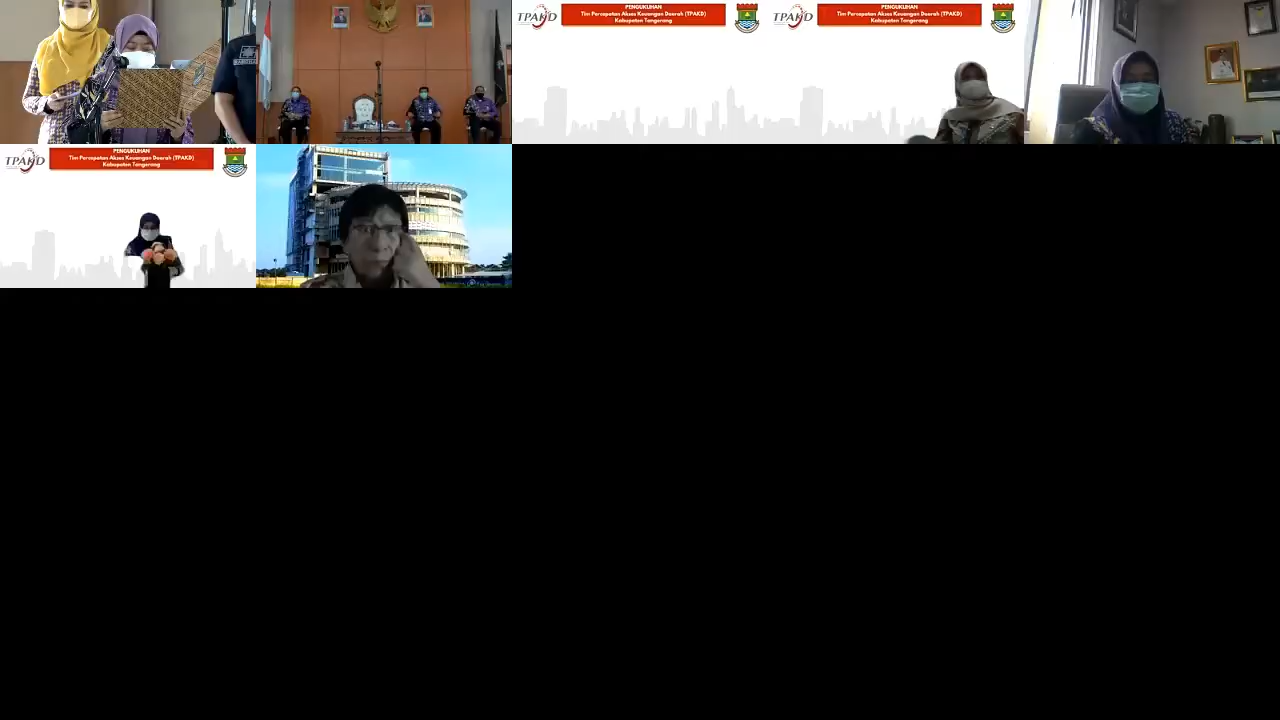 TPAKD
PENGUKUHAN
Tim Percepatan Akses Keuangan Daerah (TPAKD)
Kabupaten Tangerang
TPAKD
PENGUKUHAN
Tim Percepatan Akses Keuangan Daerah (TPAKD)
Kabupaten Tangerang
TPAKD
PENGUKUHAN
Tim Percepatan Akses Keuangan Daerah (TPAKD)
Kabupaten Tangerang